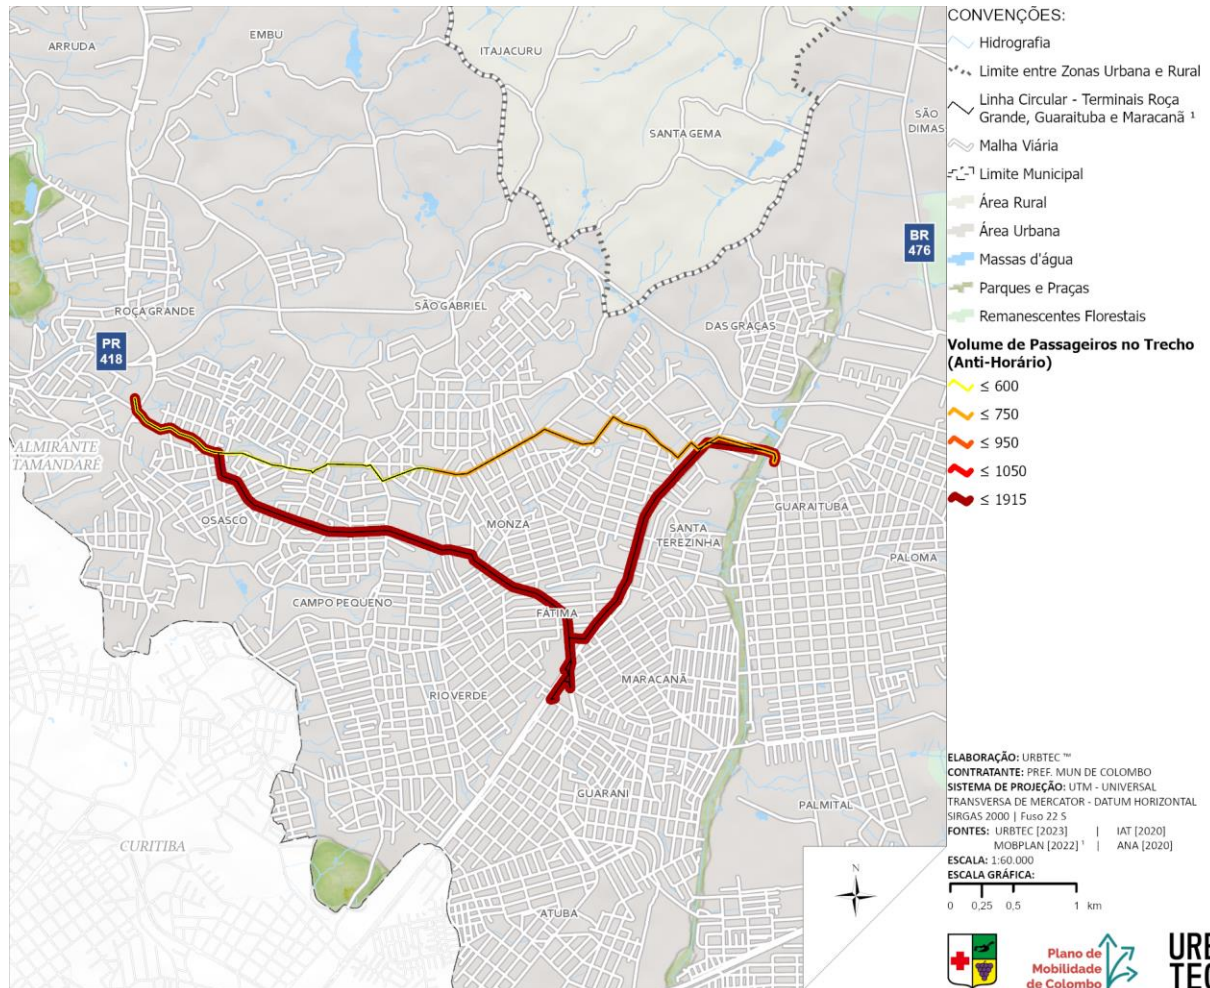 ARRUDA
EMBU
ITAJACURU
SANTA GEMA
SÃO
DIMAS
BR
476
ROÇA GRANDE
SÃO GABRIEL
DAS GRAÇAS
PR
418
ALMIRANTE
TAMANDARÉ
OSASCO
MONZA
SANTA
TEREZINHA
GUARAITUBA
PALOMA
CAMPO PEQUENO
FÁTIMA
RIO VERDE
MARACANÃ
GUARANI
PALMITAL
CURITIBA
ATUBA
N
CONVENÇÕES:
Hidrografia
Limite entre Zonas Urbana e Rural
Linha Circular - Terminais Roça
Grande, Guaraituba e Maracanã ¹
Malha Viária
Limite Municipal
Área Rural
Área Urbana
Massas d'água
Parques e Praças
Remanescentes Florestais
Volume de Passageiros no Trecho
(Anti-Horário)
≤ 600
≤ 750
≤ 950
≤ 1050
≤ 1915
ELABORAÇÃO: URBTEC ™
CONTRATANTE: PREF. MUN DE COLOMBO
SISTEMA DE PROJEÇÃO: UTM - UNIVERSAL
TRANSVERSA DE MERCATOR - DATUM HORIZONTAL
SIRGAS 2000 | Fuso 22 S
FONTES: URBTEC [2023] | IAT [2020]
MOBPLAN [2022] ¹ | ANA [2020]
ESCALA: 1:60.000
ESCALA GRÁFICA:
0 0,25 0,5 1 km
Plano de
Mobilidade
de Colombo
URB
TEC